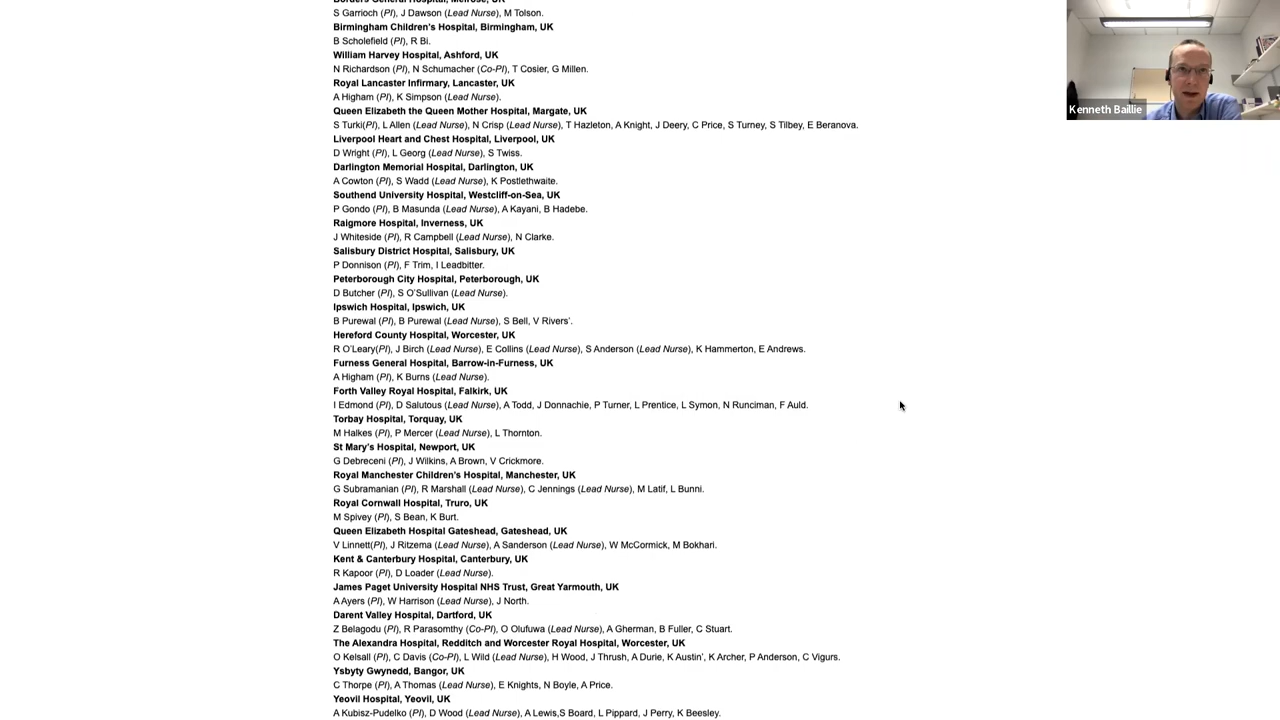 Borders General Hospital, Melrose, UK
S Garrioch (PI), J Dawson (Lead Nurse), M Tolson.
Birmingham Children's Hospital, Birmingham, UK
B Scholefield (PI), R Bi.
William Harvey Hospital, Ashford, UK
N Richardson (PI), N Schumacher (Co-PI), T Cosier, G Millen.
Royal Lancaster Infirmary, Lancaster, UK
A Higham (PI), K Simpson (Lead Nurse).
Queen Elizabeth the Queen Mother Hospital, Margate, UK
S Turki(PI), L Allen (Lead Nurse), N Crisp (Lead Nurse), T Hazleton, A Knight, J Deery, C Price, S Turney, S Tilbey, E Beranova.
Liverpool Heart and Chest Hospital, Liverpool, UK
D Wright (PI), L Georg (Lead Nurse), S Twiss.
Darlington Memorial Hospital, Darlington, UK
A Cowton (PI), S Wadd (Lead Nurse), K Postlethwaite.
Southend University Hospital, Westcliff-on-Sea, UK
P Gondo (PI), B Masunda (Lead Nurse), A Kayani, B Hadebe.
Raigmore Hospital, Inverness, UK
J Whiteside (PI), R Campbell (Lead Nurse), N Clarke.
Salisbury District Hospital, Salisbury, UK
P Donnison (PI), F Trim, I Leadbitter.
Peterborough City Hospital, Peterborough, UK
D Butcher (PI), S O'Sullivan (Lead Nurse).
Ipswich Hospital, Ipswich, UK
B Purewal (PI), B Purewal (Lead Nurse), S Bell, V Rivers'.
Hereford County Hospital, Worcester, UK
R O'Leary(PI), J Birch (Lead Nurse), E Collins (Lead Nurse), S Anderson (Lead Nurse), K Hammerton, E Andrews.
Furness General Hospital, Barrow-in-Furness, UK
A Higham (PI), K Burns (Lead Nurse).
Forth Valley Royal Hospital, Falkirk, UK
I Edmond (PI), D Salutous (Lead Nurse), A Todd, J Donnachie, P Turner, L Prentice, L Symon, N Runciman, F Auld.
Torbay Hospital, Torquay, UK
M Halkes (PI), P Mercer (Lead Nurse), L Thornton.
St Mary's Hospital, Newport, UK
G Debreceni (PI), J Wilkins, A Brown, V Crickmore.
Royal Manchester Children's Hospital, Manchester, UK
G Subramanian (PI), R Marshall (Lead Nurse), C Jennings (Lead Nurse), M Latif, L Bunni.
Royal Cornwall Hospital, Truro, UK
M Spivey (PI), S Bean, K Burt.
Queen Elizabeth Hospital Gateshead, Gateshead, UK
V Linnett(PI), J Ritzema (Lead Nurse), A Sanderson (Lead Nurse), W McCormick, M Bokhari.
Kent & Canterbury Hospital, Canterbury, UK
R Kapoor (PI), D Loader (Lead Nurse).
James Paget University Hospital NHS Trust, Great Yarmouth, UK
A Ayers (PI), W Harrison (Lead Nurse), J North.
Darent Valley Hospital, Dartford, UK
Z Belagodu (PI), R Parasomthy (Co-PI), O Olufuwa (Lead Nurse), A Gherman, B Fuller, C Stuart.
The Alexandra Hospital, Redditch and Worcester Royal Hospital, Worcester, UK
O Kelsall (PI), C Davis (Co-PI), L Wild (Lead Nurse), H Wood, J Thrush, A Durie, K Austin', K Archer, P Anderson, C Vigurs.
Ysbyty Gwynedd, Bangor, UK
C Thorpe (PI), A Thomas (Lead Nurse), E Knights, N Boyle, A Price.
Yeovil Hospital, Yeovil, UK
A Kubisz-Pudelko (PI), D Wood (Lead Nurse), A Lewis,S Board, L Pippard, J Perry, K Beesley.
Kenneth Baillie